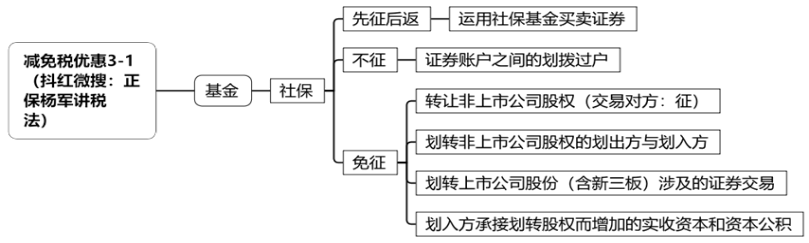 减免税优惠3-1
（抖红微搜：正
保杨军讲税
法）
基金
社保
先征后返
运用社保基金买卖证券
不征
证券账户之间的划拨过户
免征
转让非上市公司股权（交易对方：征）
划转非上市公司股权的划出方与划入方
划转上市公司股份（含新三板）涉及的证券交易
划入方承接划转股权而增加的实收资本和资本公积